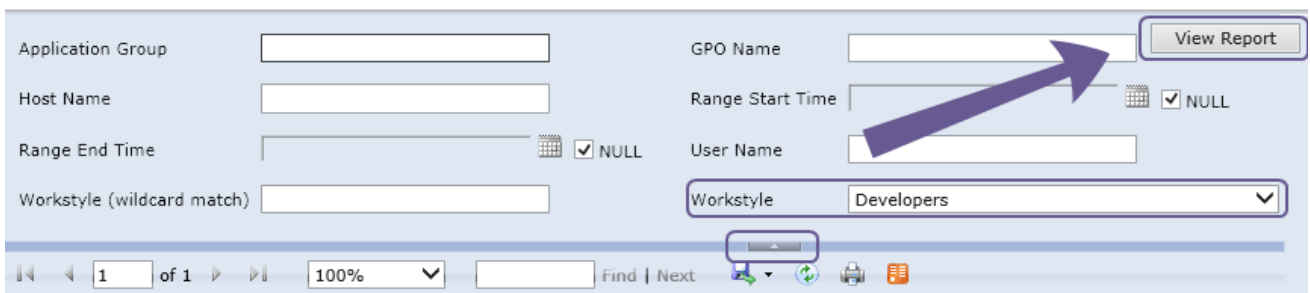 View Report
Application Group GPO Name
Host Name Range Start Time NULL
Range End Time NULL User Name
Workstyle (wildcard match) Workstyle Developers
1 of 1 100% Find | Next